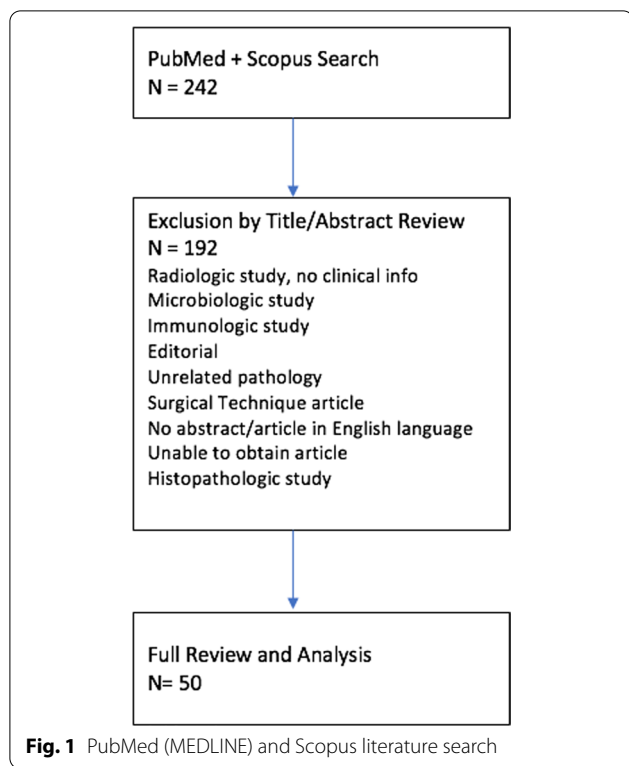 PubMed + Scopus Search
N = 242
Exclusion by Title/Abstract Review
N = 192
Radiologic study, no clinical info
Microbiologic study
Immunologic study
Editorial
Unrelated pathology
Surgical Technique article
No abstract/article in English language
Unable to obtain article
Histopathologic study
Full Review and Analysis
N= 50
Fig. 1 PubMed (MEDLINE) and Scopus literature search